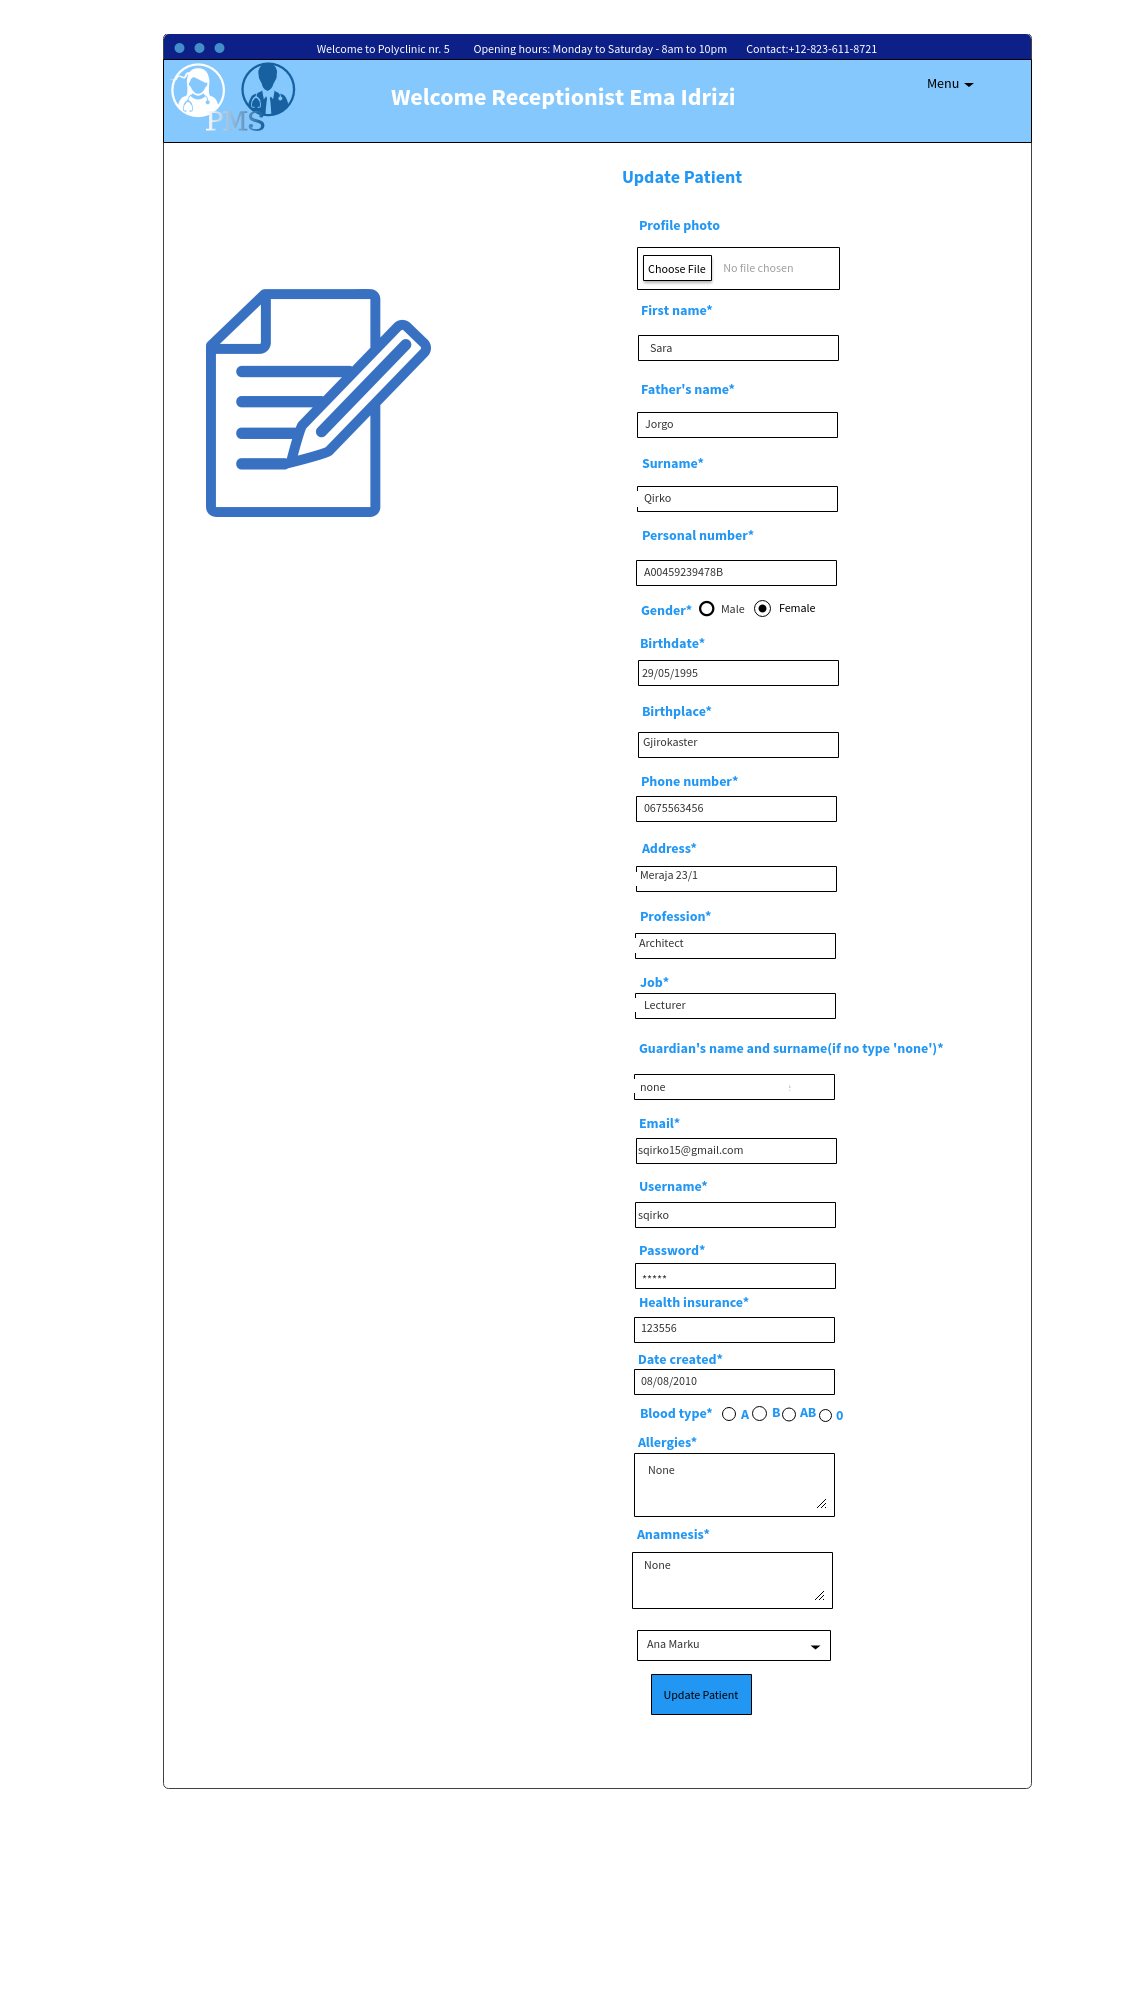 Welcome to Polyclinic nr. 5 Opening hours: Monday to Saturday - 8am to 10pm Contact:+12-823-611-8721
PMS
Welcome Receptionist Ema Idrizi
Menu
Update Patient
Profile photo
Choose File No file chosen
First name*
Sara
Father's name*
Jorgo
Surname*
Qirko
Personal number*
A00459239478B
Gender* Male Female
Birthdate*
29/05/1995
Birthplace*
Gjirokaster
Phone number*
0675563456
Address*
Meraja 23/1
Profession*
Architect
Job*
Lecturer
Guardian's name and surname(if no type 'none')*
none
Email*
sqirko15@gmail.com
Username*
sqirko
Password*
*****
Health insurance*
123556
Date created*
08/08/2010
Blood type* A B AB 0
Allergies*
None
Anamnesis*
None
Ana Marku
Update Patient